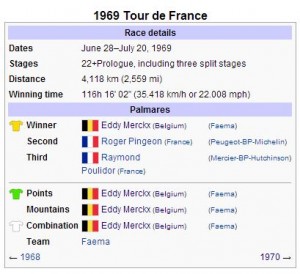 1969 Tour de France
Race details
Dates June 28–July 20, 1969
Stages 22+Prologue, including three split stages
Distance 4,118 km (2,559 mi)
Winning time 116h 16' 02" (35.418 km/h or 22.008 mph)
Palmares
Winner Eddy Merckx (Belgium) (Faema)
Second Roger Pingeon (France) (Peugeot-BP-Michelin)
Third Raymond (Mercier-BP-Hutchinson)
Poulidor (France)
Points Eddy Merckx (Belgium) (Faema)
Mountains Eddy Merckx (Belgium) (Faema)
Combination Eddy Merckx (Belgium) (Faema)
Team Faema
← 1968 1970 →